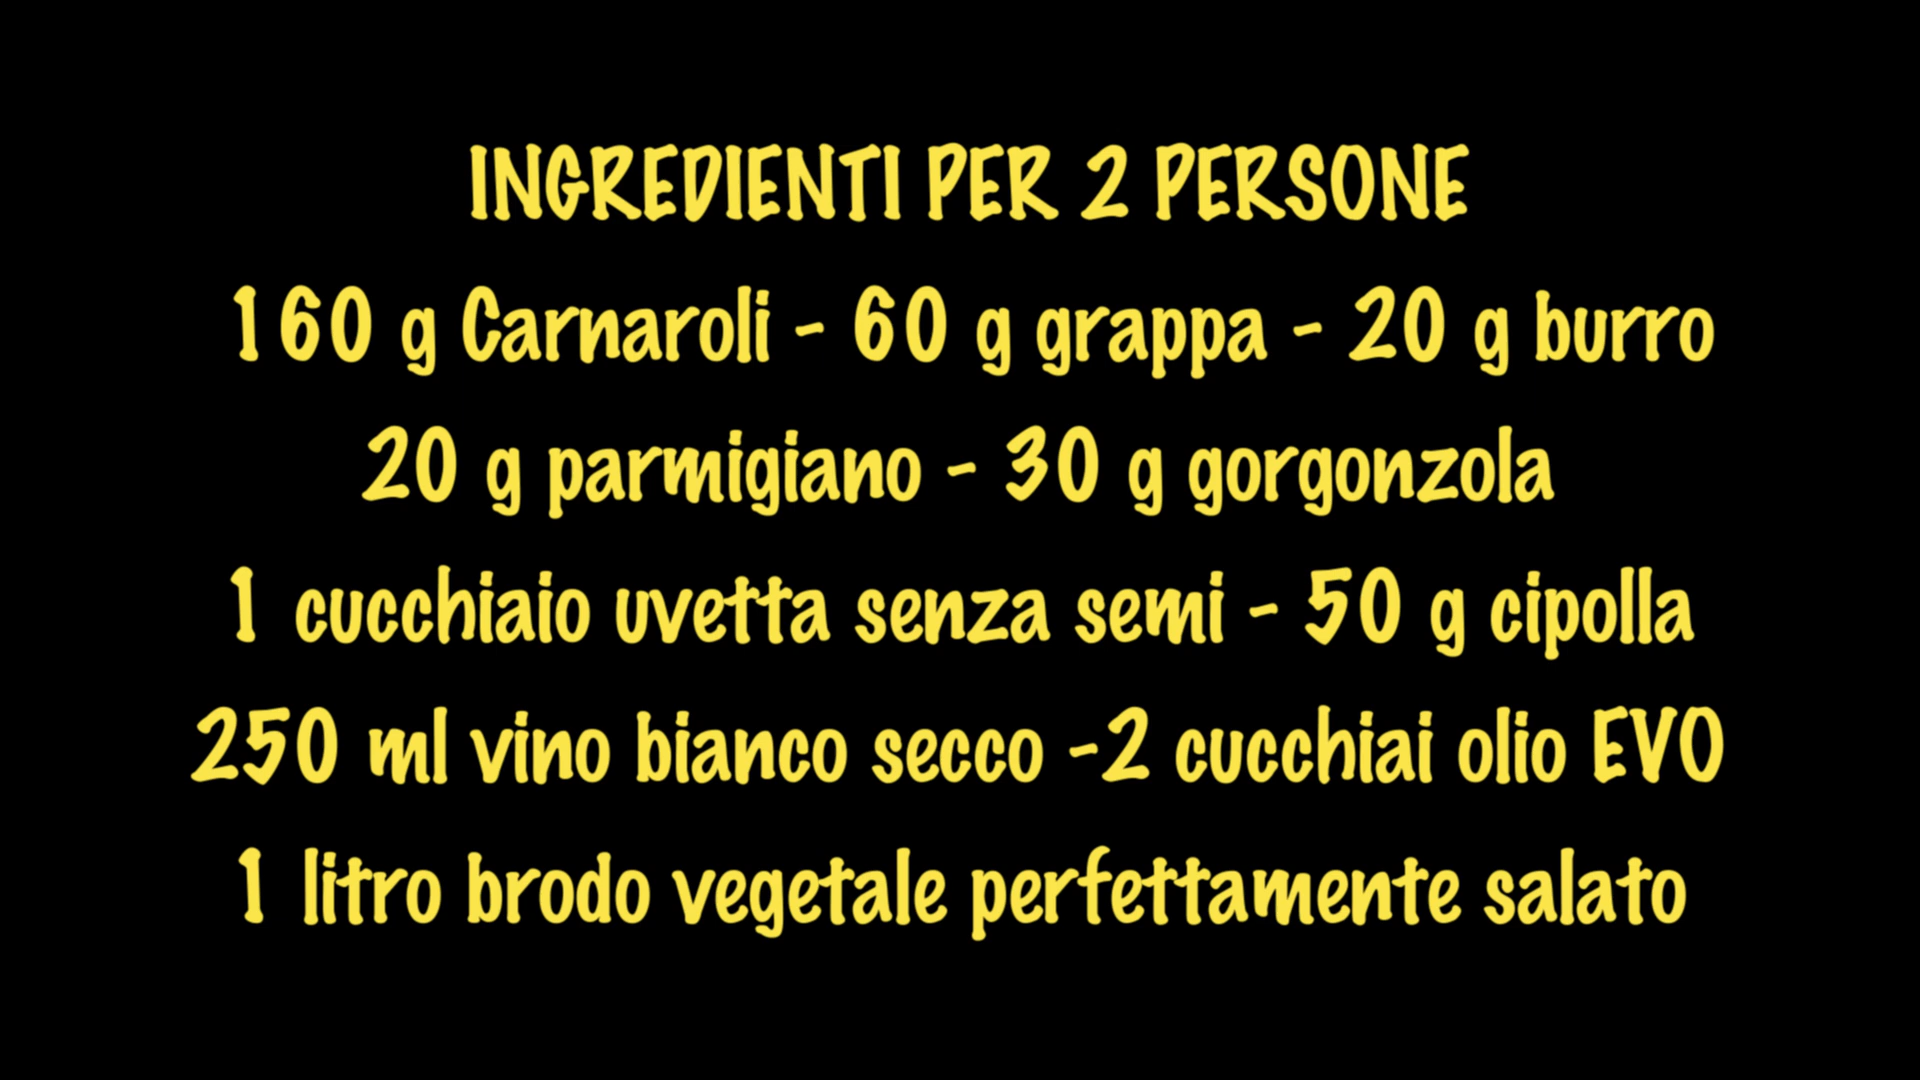 INGREDIENTI PER 2 PERSONE
160 g Carnaroli - 60 g grappa - 20 g burro
20 g parmigiano - 30 g gorgonzola
1 cucchiaio uvetta senza semi - 50 g cipolla
250 ml vino bianco secco -2 cucchiai olio EVO
1 litro brodo vegetale perfettamente salato